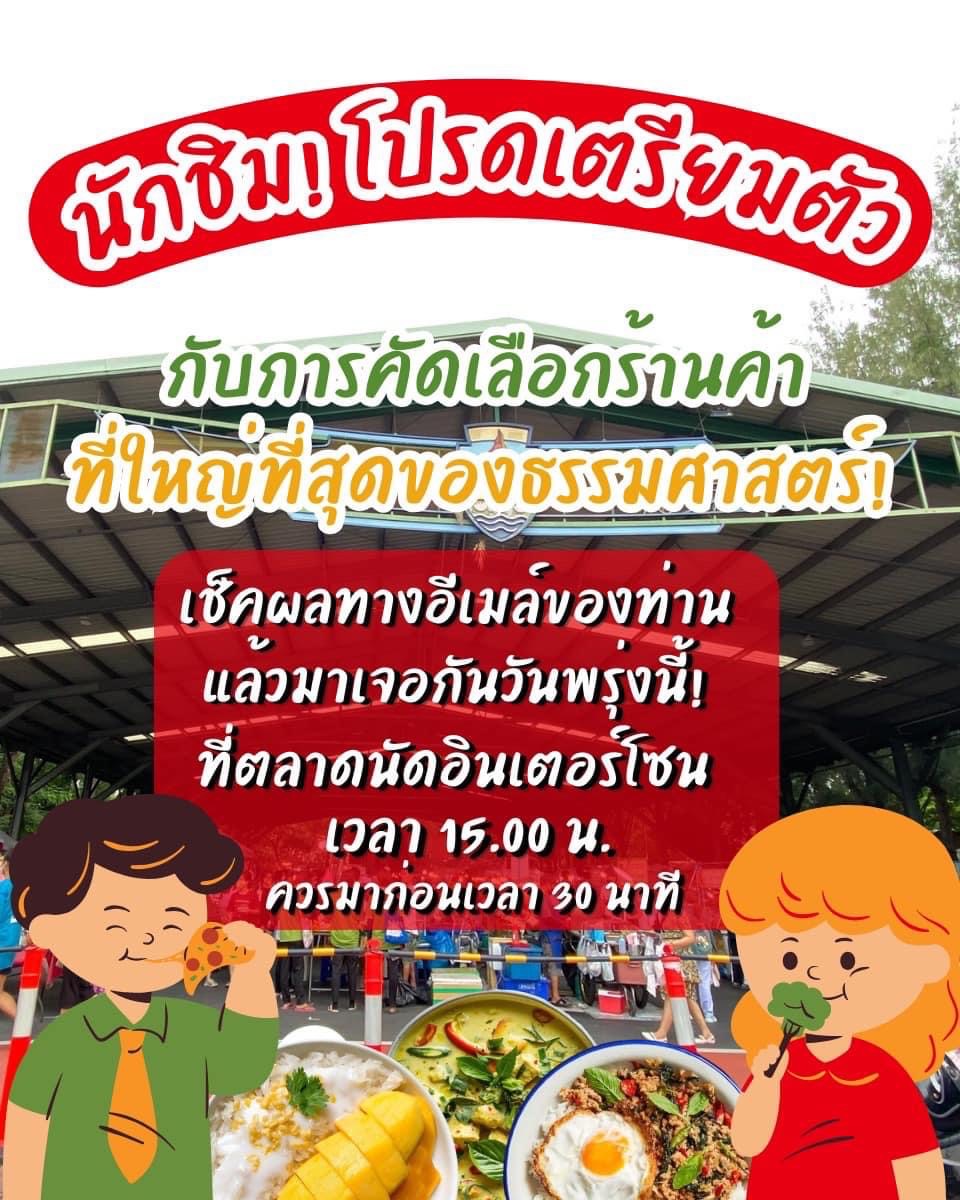 นักชิม! โปรดเตรียมตัว
กับการคัดเลือกร้านค้า
ที่ใหญ่ที่สุดของธรรมศาสตร์!
เช็คผลทางอีเมล์ของท่าน
แล้วมาเจอกันวันพรุ่งนี้!
ที่ตลาดนัดอินเตอร์โซน
เวลา 15.00 น.
ควรมาก่อนเวลา 30 นาที